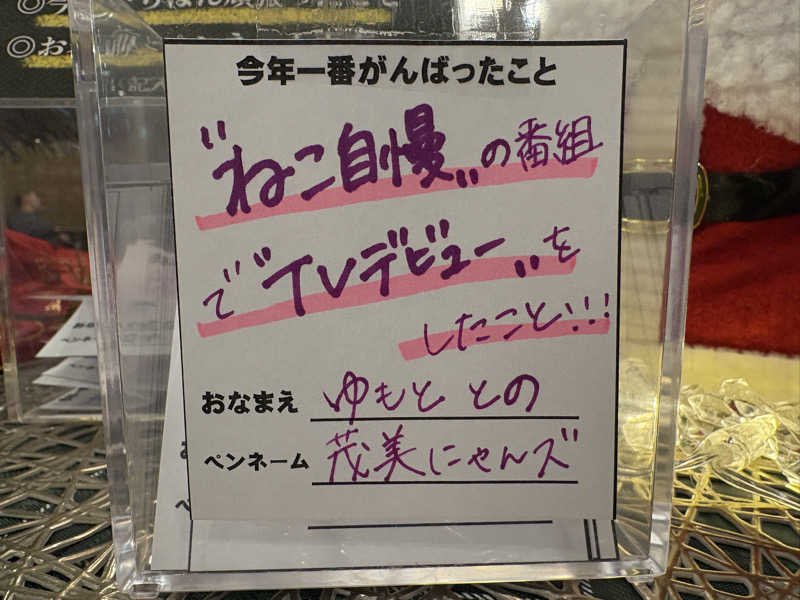 今年一番がんばったこと
"ねこ自慢"の番組
で"TVデビュー"を
したこと!!!
おなまえ ゆもと との
ペンネーム 茂美にゃんズ